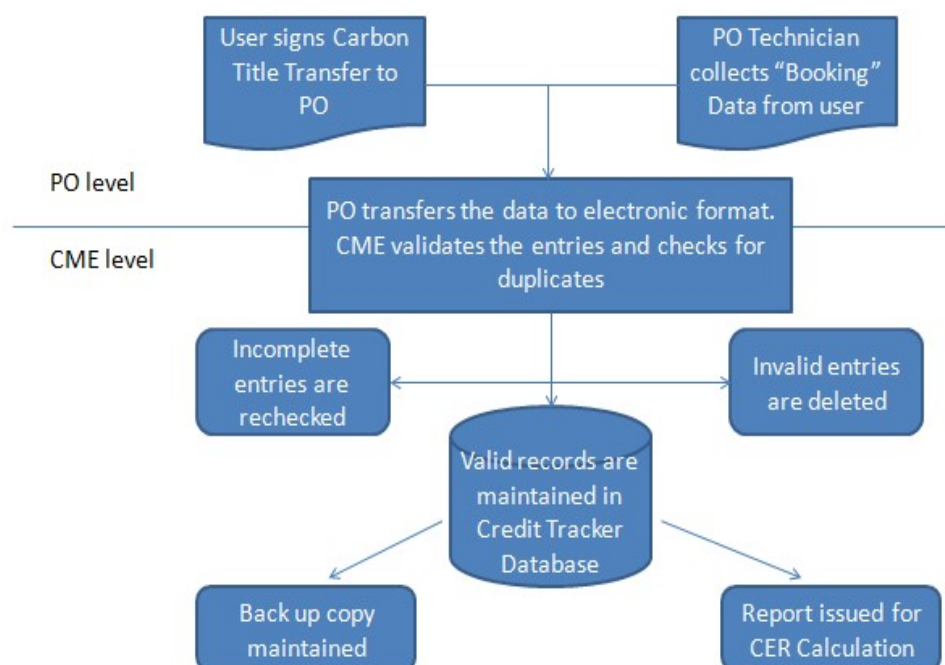 User signs Carbon
Title Transfer to
PO
PO Technician
collects “Booking”
Data from user
PO level
PO transfers the data to electronic format.
CME validates the entries and checks for
duplicates
CME level
Incomplete
entries are
rechecked
Invalid entries
are deleted
Valid records are
maintained in
Credit Tracker
Database
Back up copy
maintained
Report issued for
CER Calculation